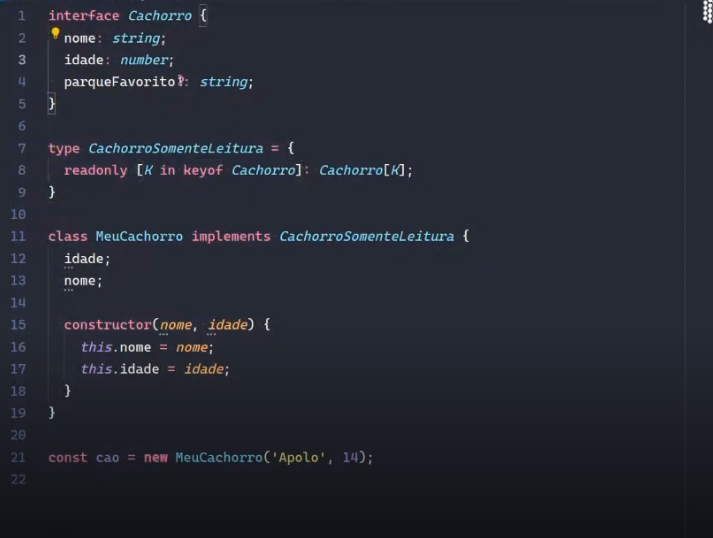 1 interface Cachorro {
2 nome: string;
3 idade: number;
4 parqueFavorito?: string;
5 }
6
7 type CachorroSomenteLeitura = {
8 readonly [K in keyof Cachorro]: Cachorro[K];
9 }
10
11 class MeuCachorro implements CachorroSomenteLeitura {
12 idade;
13 nome;
14
15 constructor(nome, idade) {
16 this.nome = nome;
17 this.idade = idade;
18 }
19 }
20
21 const cao = new MeuCachorro('Apolo', 14);
22